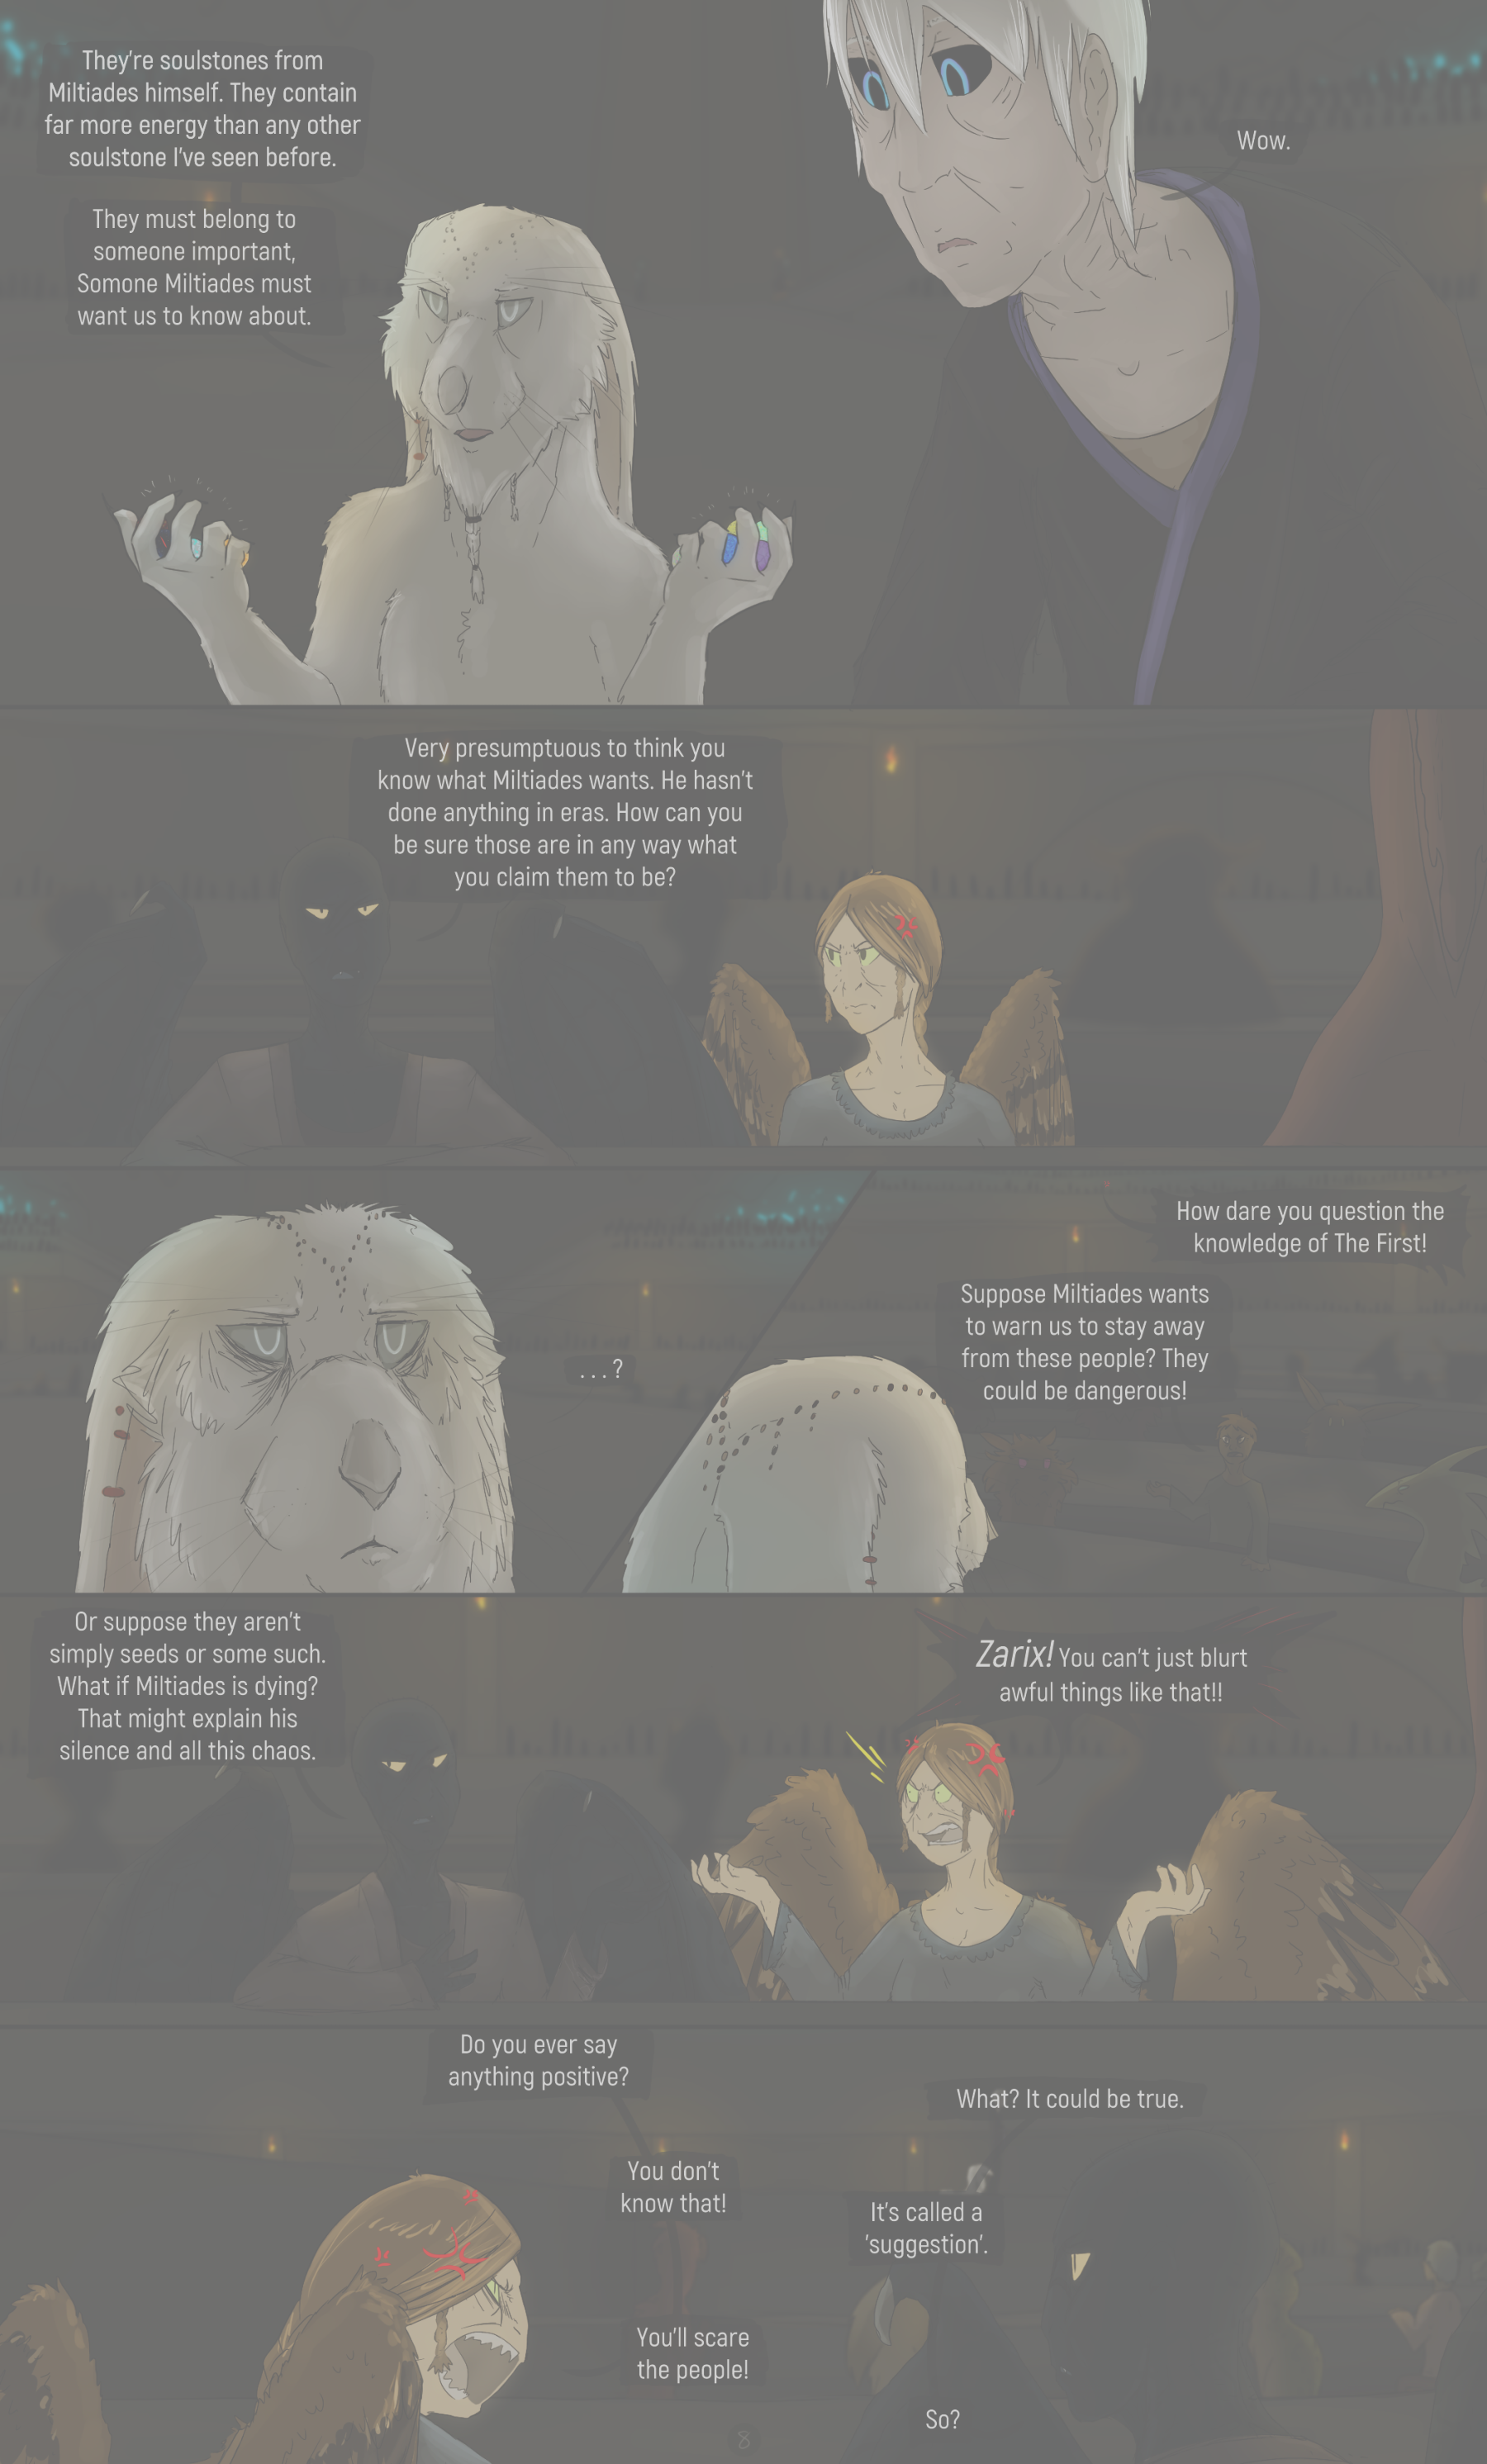 They're soulstones from
Miltiades himself. They contain
far more energy than any other
soulstone I've seen before.
They must belong to
someone important,
Somone Miltiades must
want us to know about.
Wow.
Very presumptuous to think you
know what Miltiades wants. He hasn't
done anything in eras. How can you
be sure those are in any way what
you claim them to be?
. . . ?
How dare you question the
knowledge of The First!
Suppose Miltiades wants
to warn us to stay away
from these people? They
could be dangerous!
Or suppose they aren't
simply seeds or some such.
What if Miltiades is dying?
That might explain his
silence and all this chaos.
Zarix! You can't just blurt
awful things like that!!
Do you ever say
anything positive?
What? It could be true.
You don't
know that!
It's called a
'suggestion'.
You'll scare
the people!
So?
8